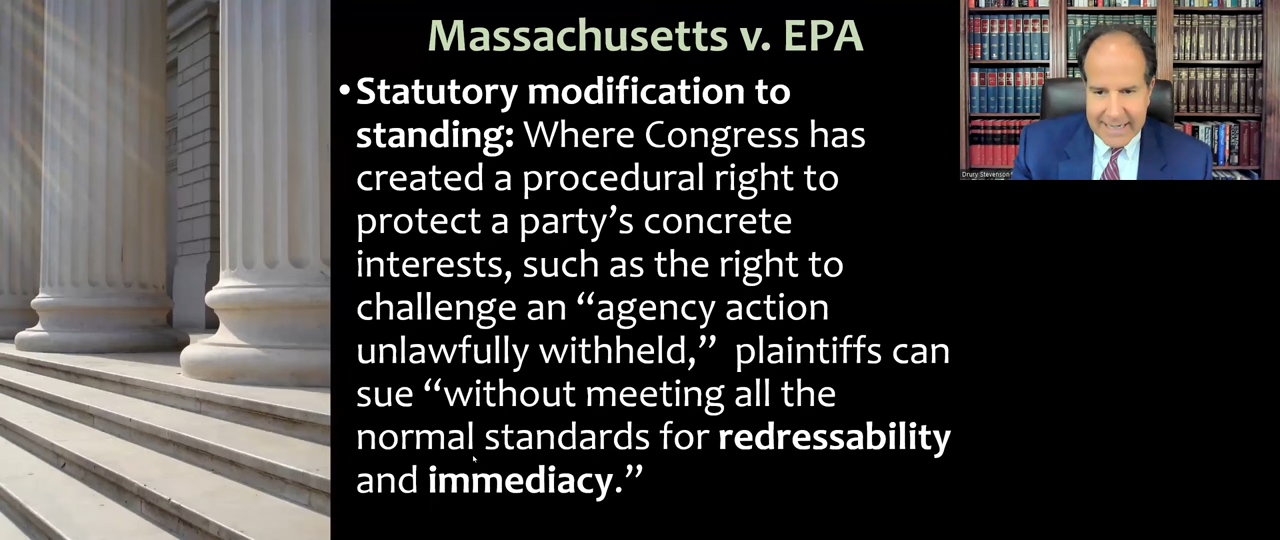 Massachusetts v. EPA
•Statutory modification to
standing: Where Congress has
created a procedural right to
protect a party’s concrete
interests, such as the right to
challenge an “agency action
unlawfully withheld,” plaintiffs can
sue “without meeting all the
normal standards for redressability
and immediacy.”
Drury Stevenson